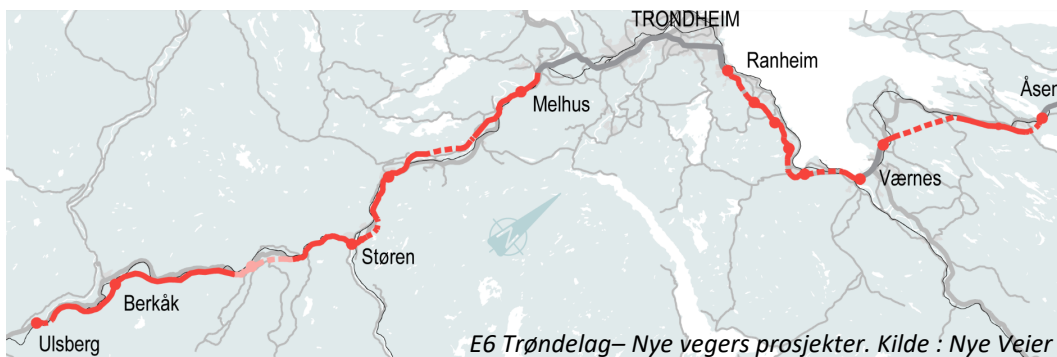 TRONDHEIM
Ranheim
Åsen
Melhus
Værnes
Støren
Berkåk
Ulsberg
E6 Trøndelag– Nye vegers prosjekter. Kilde : Nye Veier